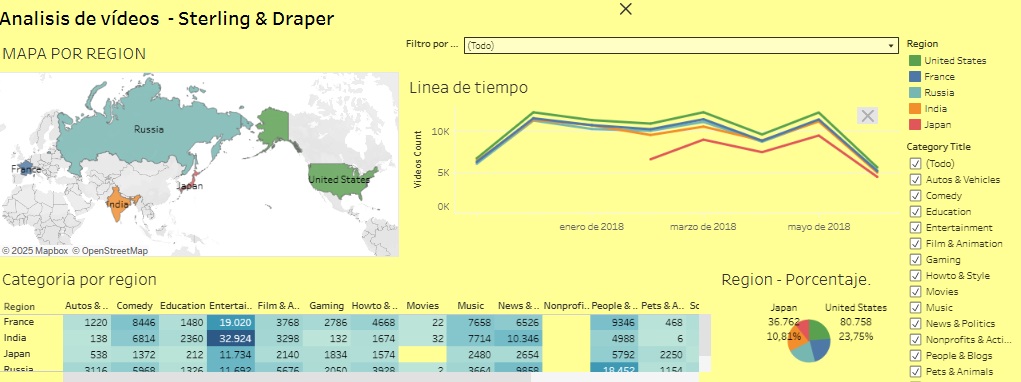 Analisis de vídeos - Sterling & Draper
MAPA POR REGION
Russia
France
Japan
United States
India
© 2025 Mapbox © OpenStreetMap
Filtro por ... (Todo)
Linea de tiempo
Videos Count
10K
5K
0K
enero de 2018 marzo de 2018 mayo de 2018
Region
United States
France
Russia
India
Japan
Category Title
(Todo)
Autos & Vehicles
Comedy
Education
Entertainment
Film & Animation
Gaming
Howto & Style
Movies
Music
News & Politics
Nonprofits & Acti...
People & Blogs
Pets & Animals
Categoria por region
Region Autos & .. Comedy Education Entertai.. Film & A.. Gaming Howto & .. Movies Music News & .. Nonprofi.. People & .. Pets & A.. Sc
France 1220 8446 1480 19.020 3768 2786 4668 22 7658 6526 9346 468
India 138 6814 2360 32.924 3298 132 1674 32 7714 10.346 4988 6
Japan 538 1372 212 11.734 2140 1834 1574 2480 2654 5792 2250
Russia 3116 5968 1326 11.692 5676 2050 3928 2 3664 9858 18.452 1154
Region - Porcentaje.
Japan
36.762
10,81%
United States
80.758
23,75%